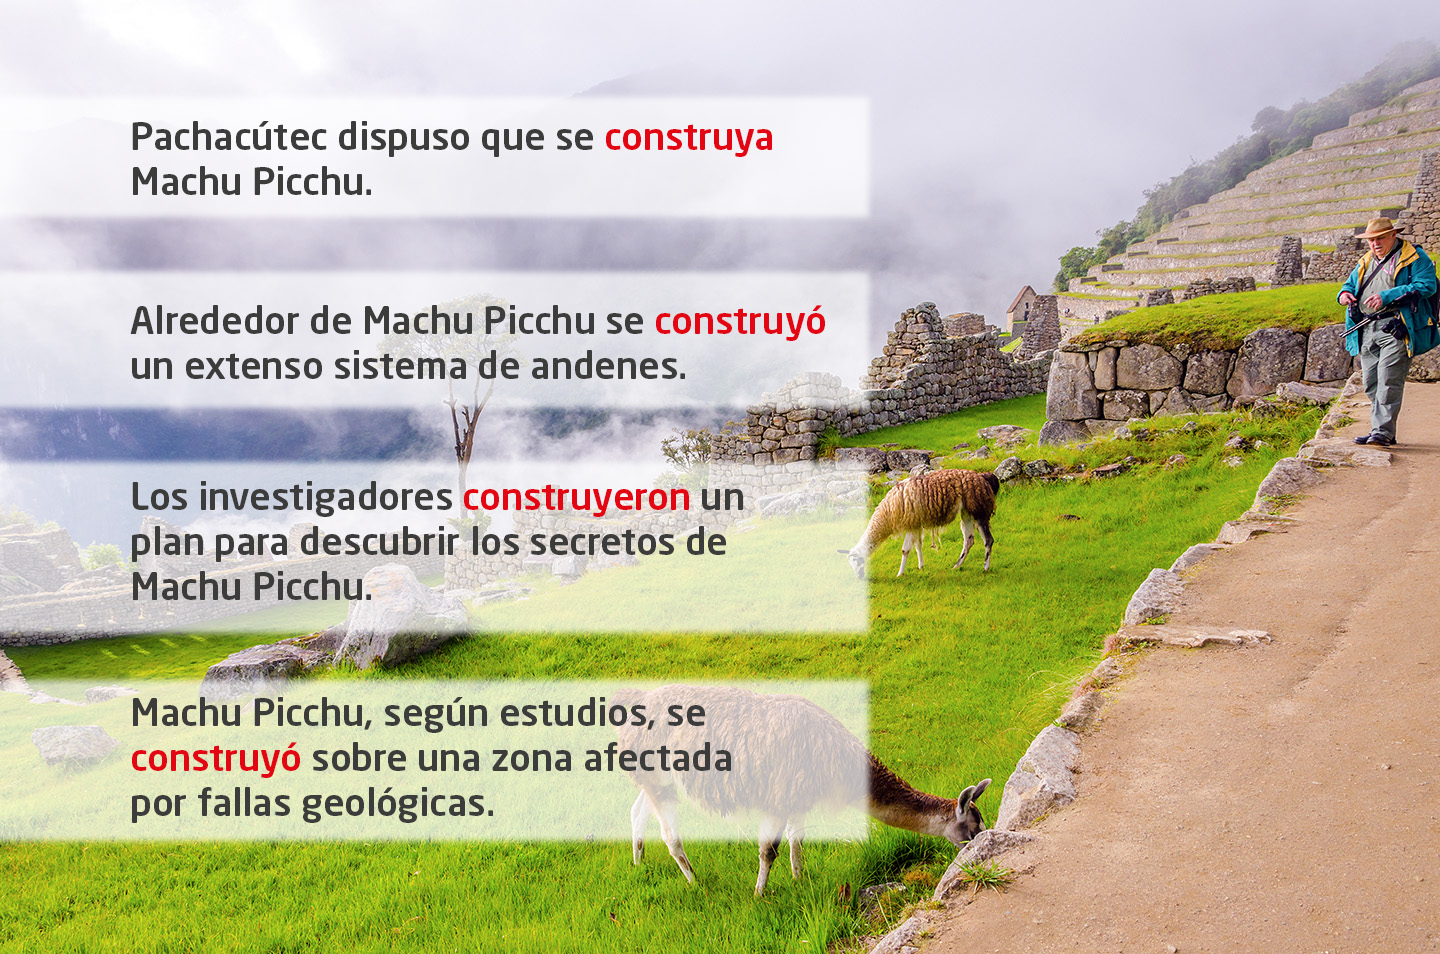 Pachacútec dispuso que se construya
Machu Picchu.
Alrededor de Machu Picchu se construyó
un extenso sistema de andenes.
Los investigadores construyeron un
plan para descubrir los secretos de
Machu Picchu.
Machu Picchu, según estudios, se
construyó sobre una zona afectada
por fallas geológicas.